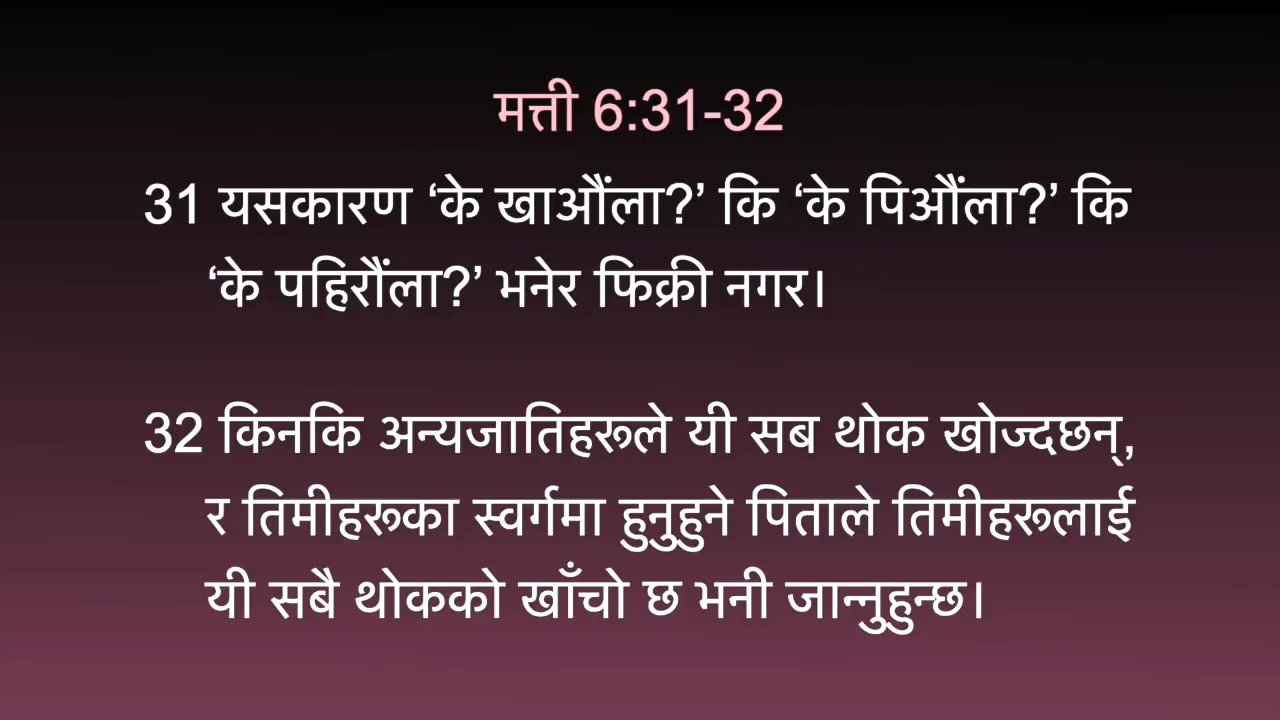 मत्ती 6:31-32
31 यसकारण ‘के खाऔंला?’ कि ‘के पिऔंला?’ कि
‘के पहिरौंला?’ भनेर फिक्री नगर।
32 किनकि अन्यजातिहरूले यी सब थोक खोज्दछन्,
र तिमीहरूका स्वर्गमा हुनुहुने पिताले तिमीहरूलाई
यी सबै थोकको खाँचो छ भनी जान्नुहुन्छ।